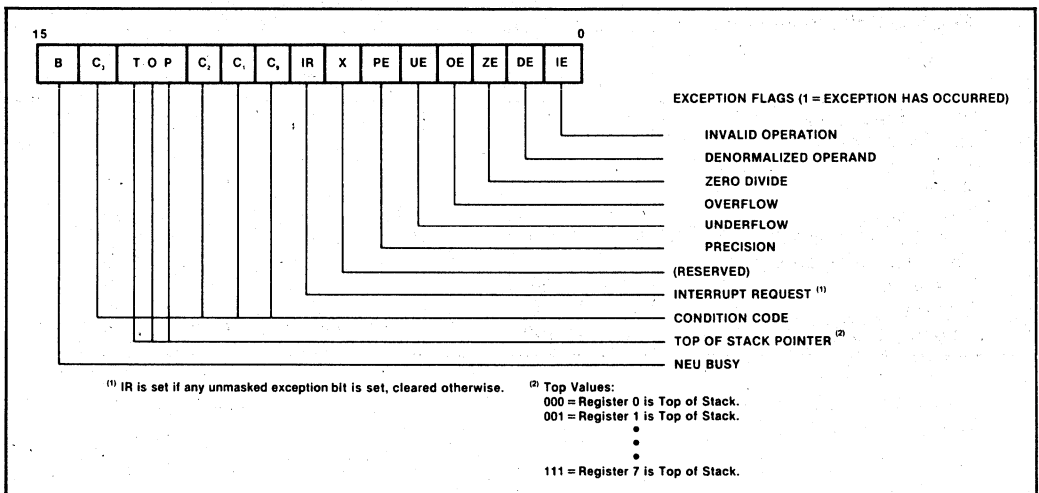 15 0
B C₃ T O P C₂ C₁ C₀ IR X PE UE OE ZE DE IE
EXCEPTION FLAGS (1 = EXCEPTION HAS OCCURRED)
INVALID OPERATION
DENORMALIZED OPERAND
ZERO DIVIDE
OVERFLOW
UNDERFLOW
PRECISION
(RESERVED)
INTERRUPT REQUEST (1)
CONDITION CODE
TOP OF STACK POINTER (2)
NEU BUSY
(1) IR is set if any unmasked exception bit is set, cleared otherwise.
(2) Top Values:
000 = Register 0 is Top of Stack.
001 = Register 1 is Top of Stack.
•
•
•
111 = Register 7 is Top of Stack.